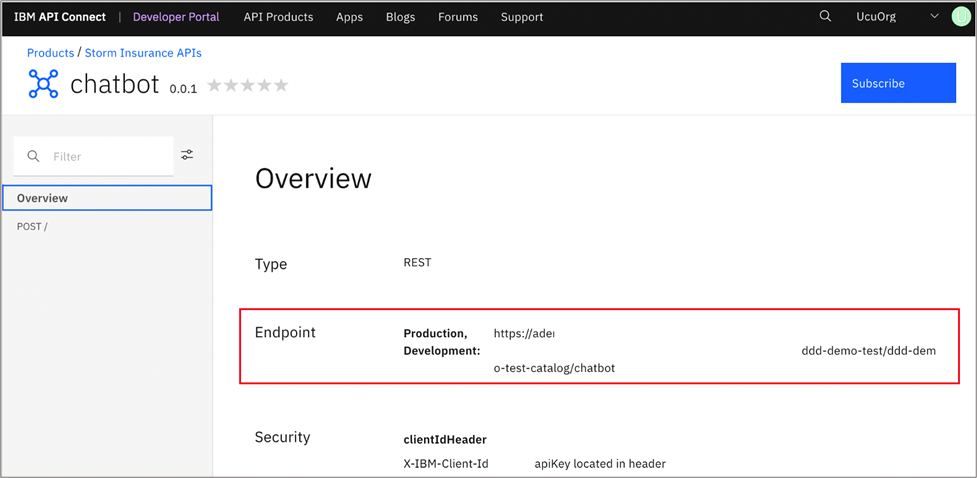 IBM API Connect | Developer Portal API Products Apps Blogs Forums Support UcuOrg U
Products / Storm Insurance APIs
chatbot 0.0.1
Subscribe
Filter
Overview
POST /
Overview
Type REST
Endpoint Production, https://ade
Development: ddd-demo-test/ddd-dem
o-test-catalog/chatbot
Security clientIdHeader
X-IBM-Client-Id apiKey located in header